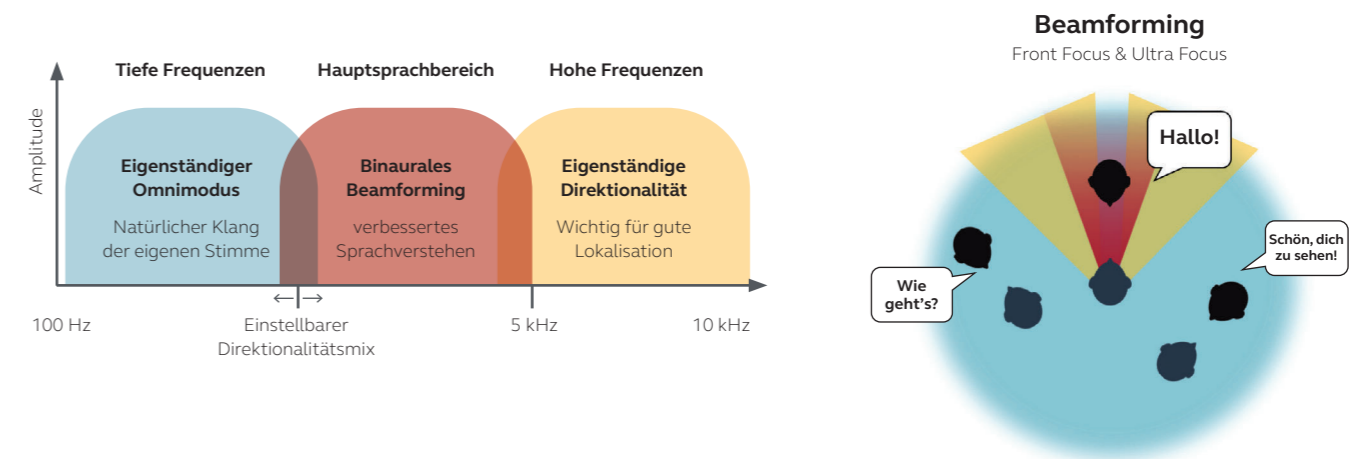 Beamforming
Front Focus & Ultra Focus
Tiefe Frequenzen
Hauptsprachbereich
Hohe Frequenzen
Amplitude
Eigenständiger
Omnimodus
Natürlicher Klang
der eigenen Stimme
Binaurales
Beamforming
verbessertes
Sprachverstehen
Eigenständige
Direktionalität
Wichtig für gute
Lokalisation
100 Hz
Einstellbarer
Direktionalitätsmix
5 kHz
10 kHz
Hallo!
Schön, dich
zu sehen!
Wie
geht's?